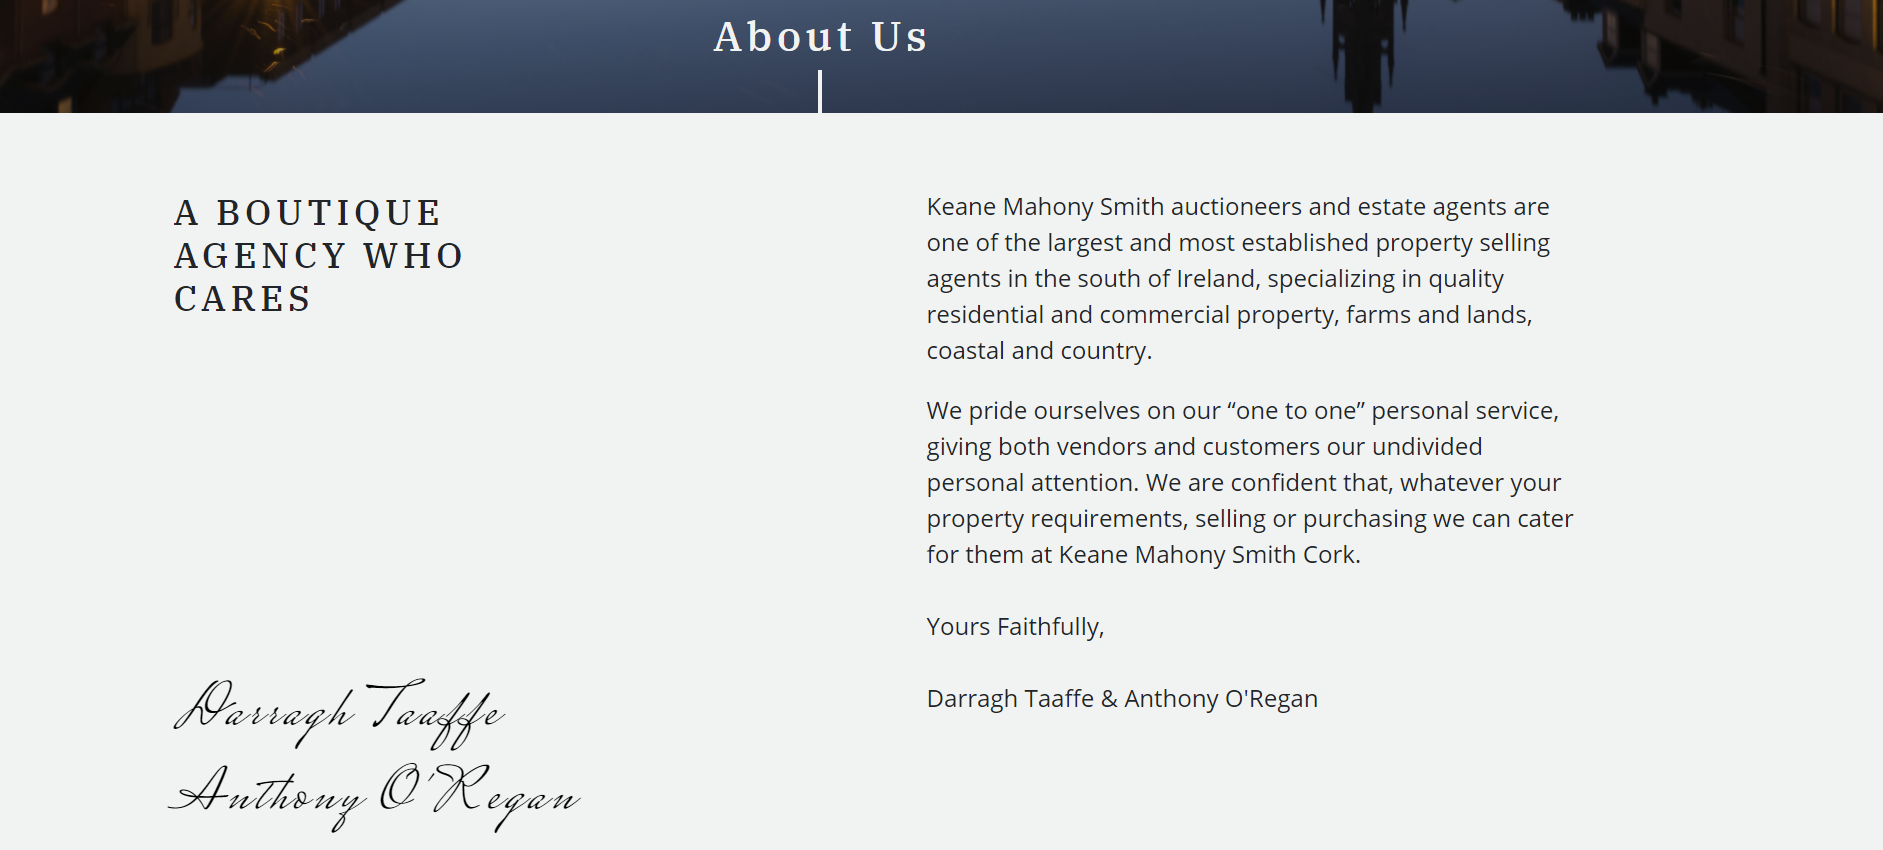 About Us
A BOUTIQUE
AGENCY WHO
CARES
Keane Mahony Smith auctioneers and estate agents are
one of the largest and most established property selling
agents in the south of Ireland, specializing in quality
residential and commercial property, farms and lands,
coastal and country.
We pride ourselves on our “one to one” personal service,
giving both vendors and customers our undivided
personal attention. We are confident that, whatever your
property requirements, selling or purchasing we can cater
for them at Keane Mahony Smith Cork.
Yours Faithfully,
Darragh Taaffe & Anthony O'Regan
Darragh Taaffe
Anthony O'Regan